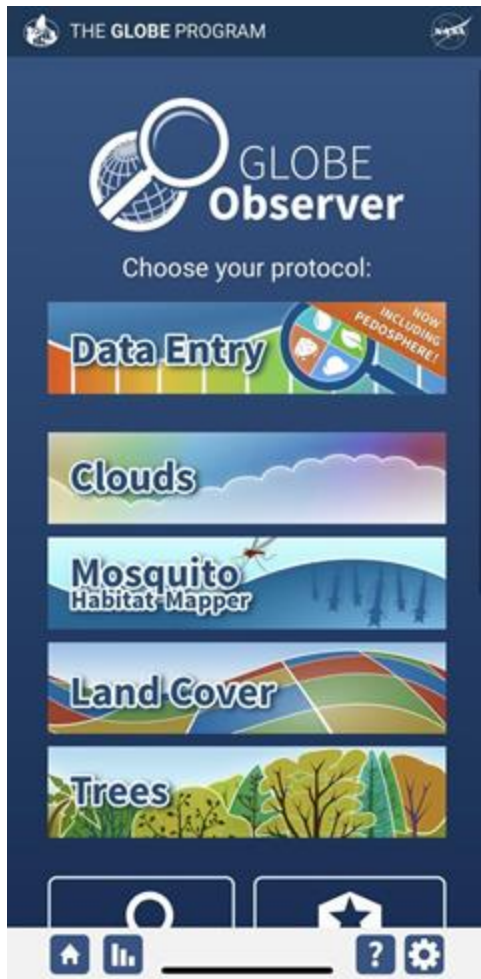 THE GLOBE PROGRAM
NASA
GLOBE
Observer
Choose your protocol:
Data Entry
NOW
INCLUDING
PEDOSPHERE!
Clouds
Mosquito
Habitat Mapper
Land Cover
Trees
?